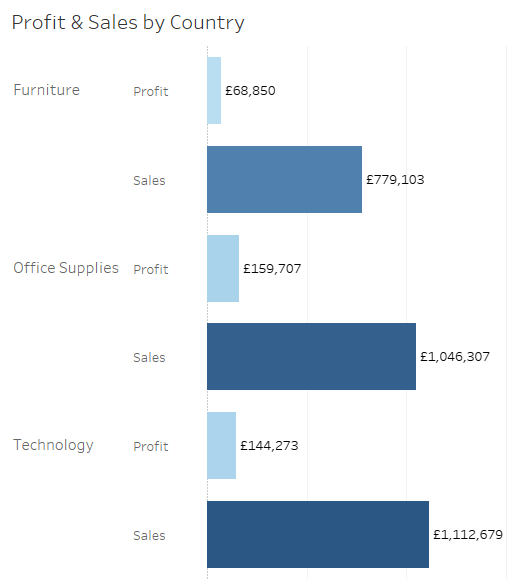 Profit & Sales by Country
Furniture Profit £68,850
Sales £779,103
Office Supplies Profit £159,707
Sales £1,046,307
Technology Profit £144,273
Sales £1,112,679